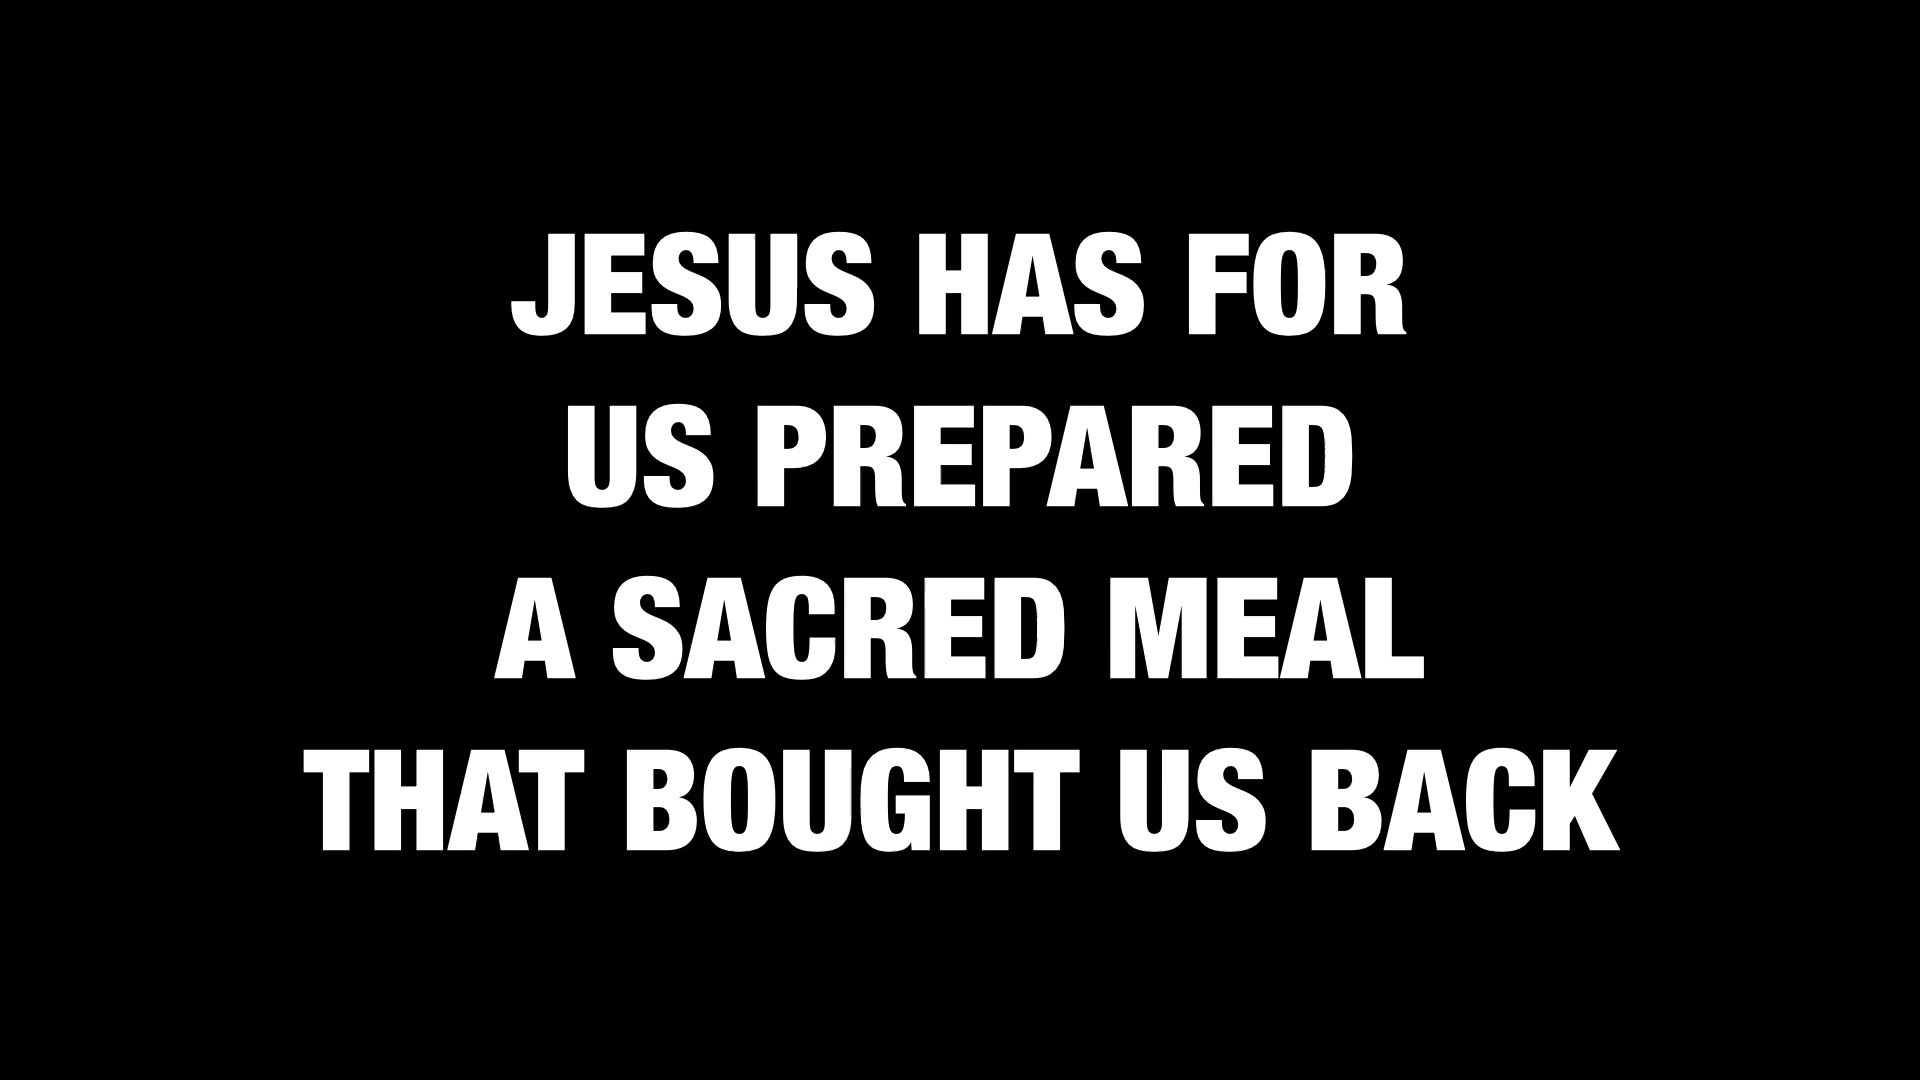 JESUS HAS FOR
US PREPARED
A SACRED MEAL
THAT BOUGHT US BACK